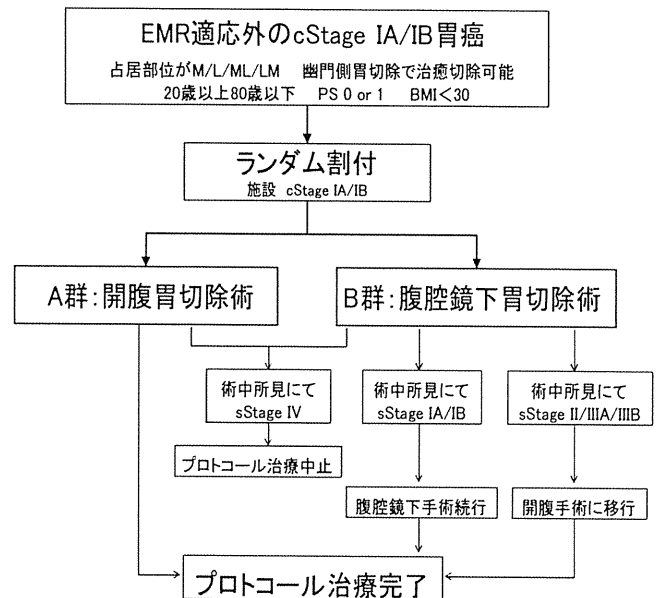 EMR適応外のcStage IA/IB胃癌
占居部位がM/L/ML/LM 幽門側胃切除で治癒切除可能
20歳以上80歳以下 PS 0 or 1 BMI<30
ランダム割付
施設 cStage IA/IB
A群:開腹胃切除術
B群:腹腔鏡下胃切除術
術中所見にて
sStage IV
術中所見にて
sStage IA/IB
術中所見にて
sStage II/IIIA/IIIB
プロトコール治療中止
腹腔鏡下手術続行
開腹手術に移行
プロトコール治療完了